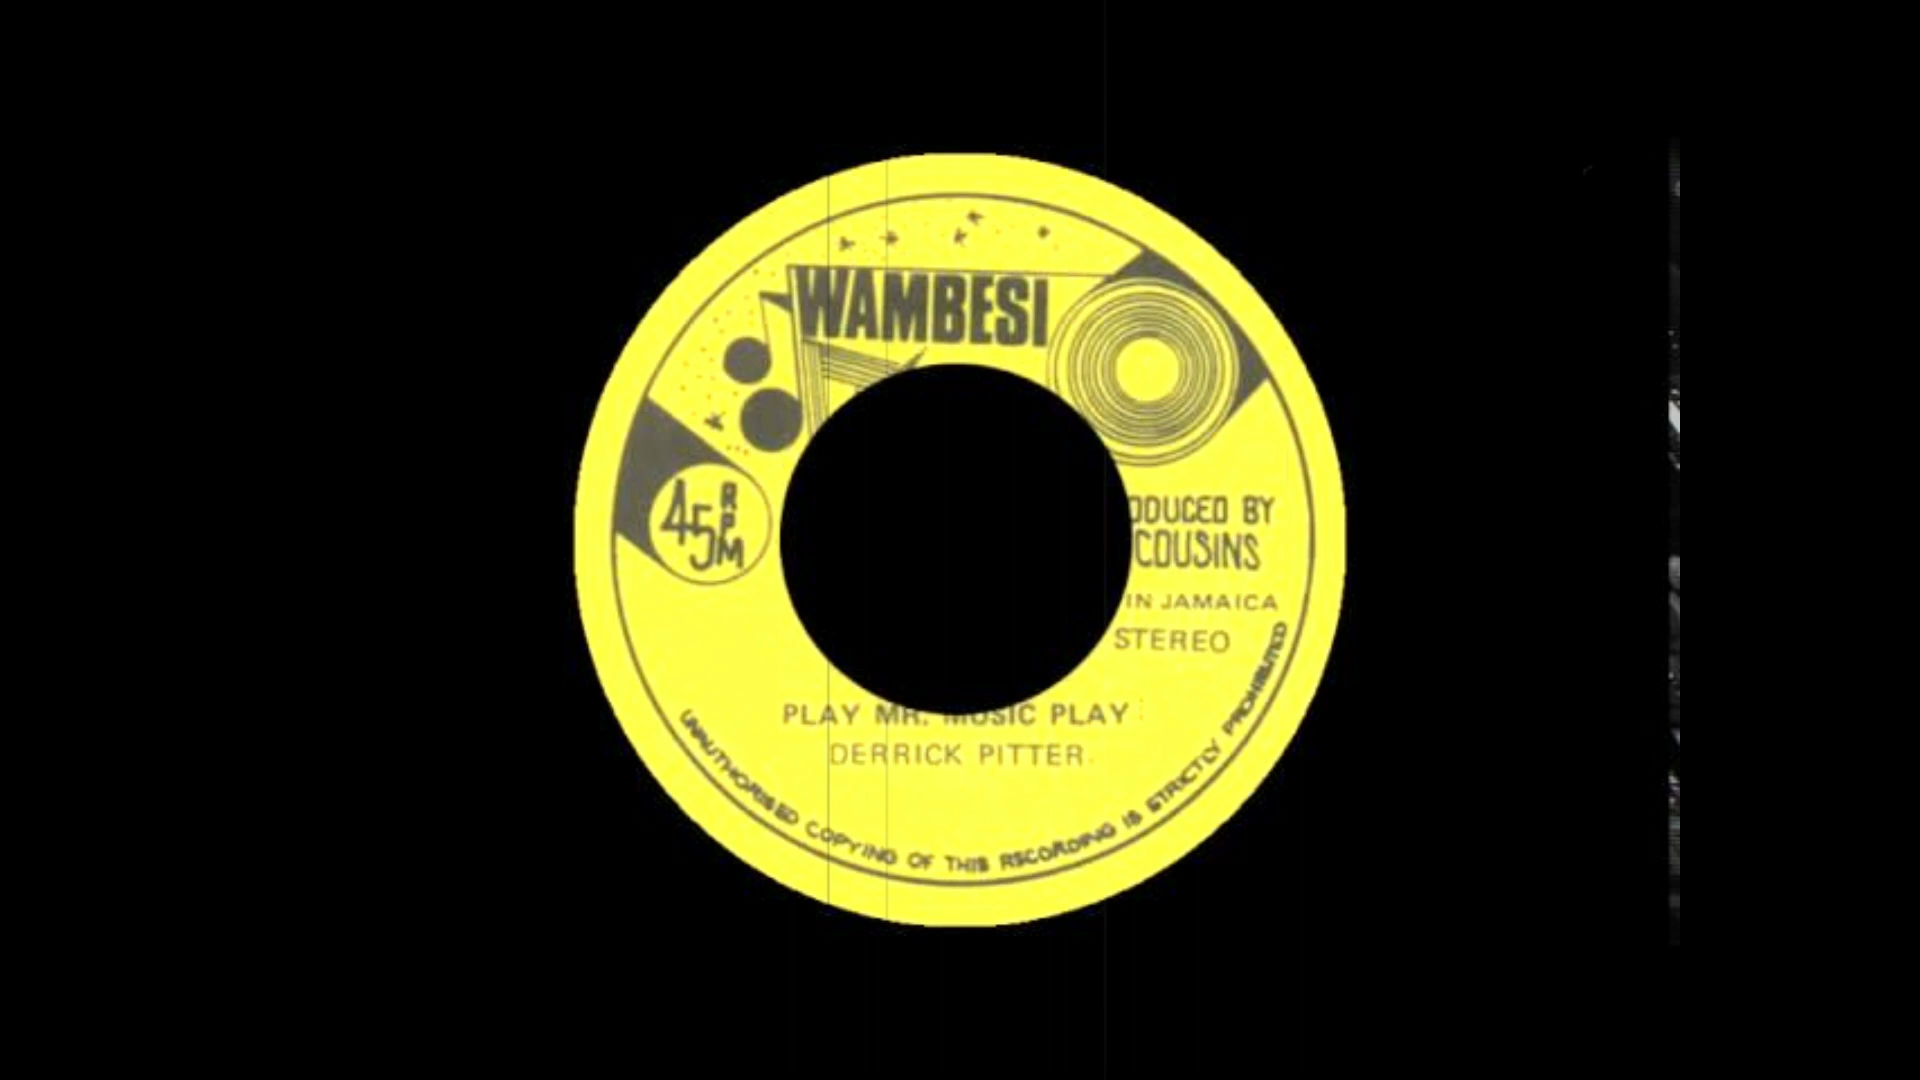 WAMBESI
45 RPM
ODUCED BY
COUSINS
IN JAMAICA
STEREO
PLAY MR. MUSIC PLAY
DERRICK PITTER
UNAUTHORISED COPYING OF THIS RECORDING IS STRICTLY PROHIBITED